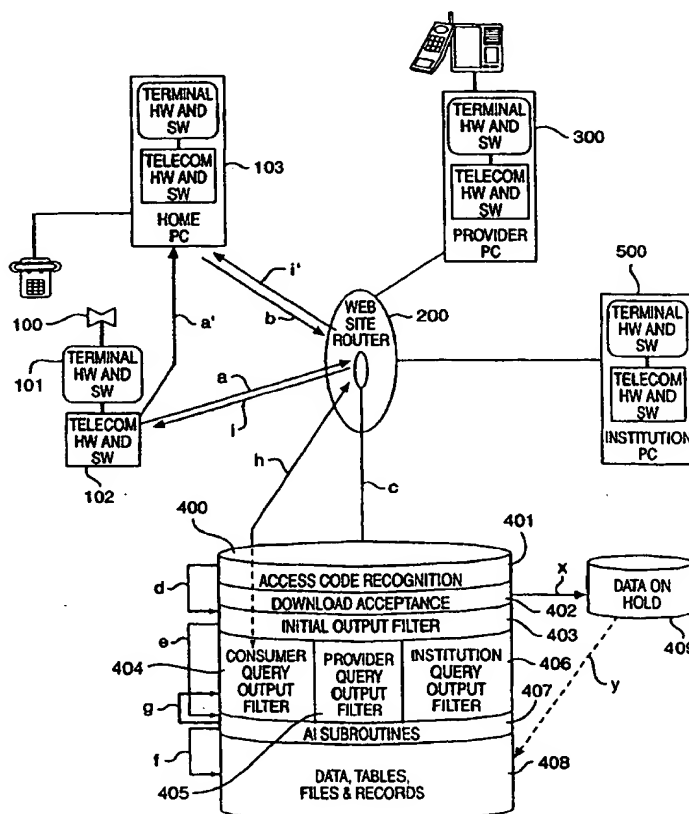 TERMINAL
HW AND
SW
TELECOM
HW AND
SW
HOME
PC
103
TERMINAL
HW AND
SW
TELECOM
HW AND
SW
PROVIDER
PC
300
100
101
TERMINAL
HW AND
SW
TELECOM
HW AND
SW
102
a'
i'
b
a
i
WEB
SITE
ROUTER
200
500
TERMINAL
HW AND
SW
TELECOM
HW AND
SW
INSTITUTION
PC
h
c
400
401
ACCESS CODE RECOGNITION
DOWNLOAD ACCEPTANCE
402
INITIAL OUTPUT FILTER
403
d
e
g
f
x
y
DATA ON
HOLD
409
404
CONSUMER
QUERY
OUTPUT
FILTER
PROVIDER
QUERY
OUTPUT
FILTER
INSTITUTION
QUERY
OUTPUT
FILTER
406
407
AI SUBROUTINES
405
DATA, TABLES,
FILES & RECORDS
408